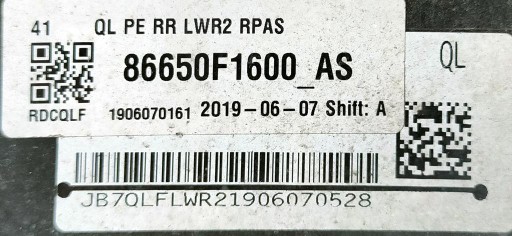 41 QL PE RR LWR2 RPAS
86650F1600_AS
RDCQLF 1906070161 2019-06-07 Shift: A
QL
JB7QLFLWR21906070528